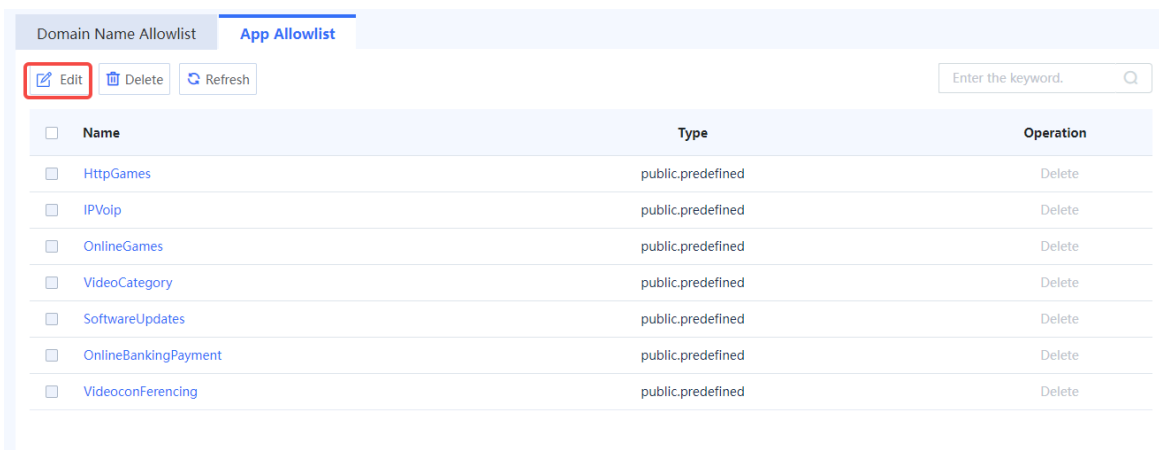 Domain Name Allowlist App Allowlist
Edit Delete Refresh Enter the keyword.
Name Type Operation
HttpGames public.predefined Delete
IPVoip public.predefined Delete
OnlineGames public.predefined Delete
VideoCategory public.predefined Delete
SoftwareUpdates public.predefined Delete
OnlineBankingPayment public.predefined Delete
VideoconFerencing public.predefined Delete